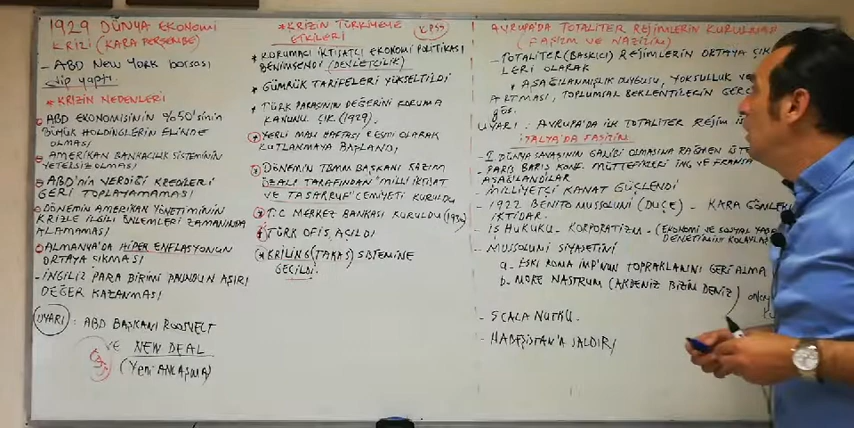 1929 DÜNYA EKONOMİ
KRİZİ (KARA PERŞEMBE)
- ABD NEW YORK borsası
dip yaptı.
* KRİZİN NEDENLERİ
ABD EKONOMİSİNİN %50'sinin
BÜYÜK HOLDİNGLERİN ELİNDE
OLMASI
AMERİKAN BANKACILIK SİSTEMİNİN
YETERSİZ OLMASI
ABD'nin VERDİĞİ KREDİLERİ
GERİ TOPLAYAMAMASI
DÖNEMİN AMERİKAN YÖNETİMİNİN
KRİZLE İLGİLİ ÖNLEMLERİ ZAMANINDA
ALAMAMASI
ALMANYA'DA HİPER ENFLASYONUN
ORTAYA ÇIKMASI
- İNGİLİZ PARA BİRİMİ PAUNDUN AŞIRI
DEĞER KAZANMASI
UYARI: ABD BAŞKANI ROOSVELT
VE NEW DEAL
(Yeni ANLAŞMA)
* KRİZİN TÜRKİYEYE
ETKİLERİ
KPSS
* KORUMACI İKTİSATÇI EKONOMİ POLİTİKASI
BENİMSENDİ (DEVLETÇİLİK)
* GÜMRÜK TARİFELERİ YÜKSELTİLDİ
* TÜRK PARASININ DEĞERİNİ KORUMA
KANUNU ÇIK. (1929)
* YERLİ MALI HAFTASI RESMİ OLARAK
KUTLANMAYA BAŞLANDI
* DÖNEMİN TBMM BAŞKANI KAZIM
ÖZALP TARAFINDAN "MİLLİ İKTİSAT
VE TASARRUF" CEMİYETİ KURULDU
* T.C MERKEZ BANKASI KURULDU (1930)
* TÜRK OFİS AÇILDI
* KRİLİNG (TAKAS) SİSTEMİNE
GEÇİLDİ.
AVRUPA'DA TOTALİTER REJİMLERİN KURULMASI
(FAŞİZM VE NAZİZM)
- TOTALİTER (BASKICI) REJİMLERİN ORTAYA ÇIK
LERİ OLARAK
* AŞAĞILANMIŞLIK DUYGUSU, YOKSULLUK VE
ARTMASI, TOPLUMSAL BEKLENTİLERİN GERÇ
UYARI: AVRUPA'DA İLK TOTALİTER REJİM
İTALYA'DA FAŞİZM
- I. DÜNYA SAVAŞININ GALİBİ OLMASINA RAĞMEN
- PARİS BARIŞ KONF. MÜTTEFİKLERİ İNG VE FRANSA
AŞAĞILANDILAR
- MİLLİYETÇİ KANAT GÜÇLENDİ
- 1922 BENİTO MUSSOLİNİ (DUÇE) - KARA GÖMLEK
İKTİDAR.
- İŞ HUKUKU - KORPORATİZM - (EKONOMİ VE SOSYAL YAŞA
DENETİMİNİ KOLAYLA
- MUSSOLİNİ SİYASETİNİ
a- ESKİ ROMA İMP'NUN TOPRAKLARINI GERİ ALMA
b- MORE NASTRUM (AKDENİZ BİZİM DENİZ)
- SCALA NUTKU.
- HABEŞİSTAN'A SALDIRI